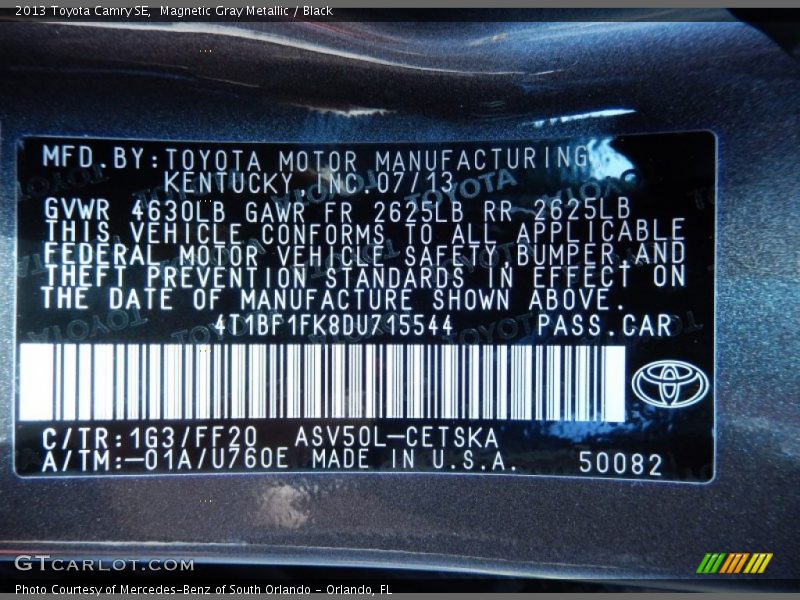 2013 Toyota Camry SE, Magnetic Gray Metallic / Black
MFD.BY:TOYOTA MOTOR MANUFACTURING
KENTUCKY,INC.07/13
GVWR 4630LB GAWR FR 2625LB RR 2625LB
THIS VEHICLE CONFORMS TO ALL APPLICABLE
FEDERAL MOTOR VEHICLE SAFETY,BUMPER,AND
THEFT PREVENTION STANDARDS IN EFFECT ON
THE DATE OF MANUFACTURE SHOWN ABOVE.
4T1BF1FK8DU715544 PASS.CAR
C/TR:1G3/FF20 ASV50L-CETSKA
A/TM:-01A/U760E MADE IN U.S.A. 50082
GTCARLOT.COM
Photo Courtesy of Mercedes-Benz of South Orlando - Orlando, FL